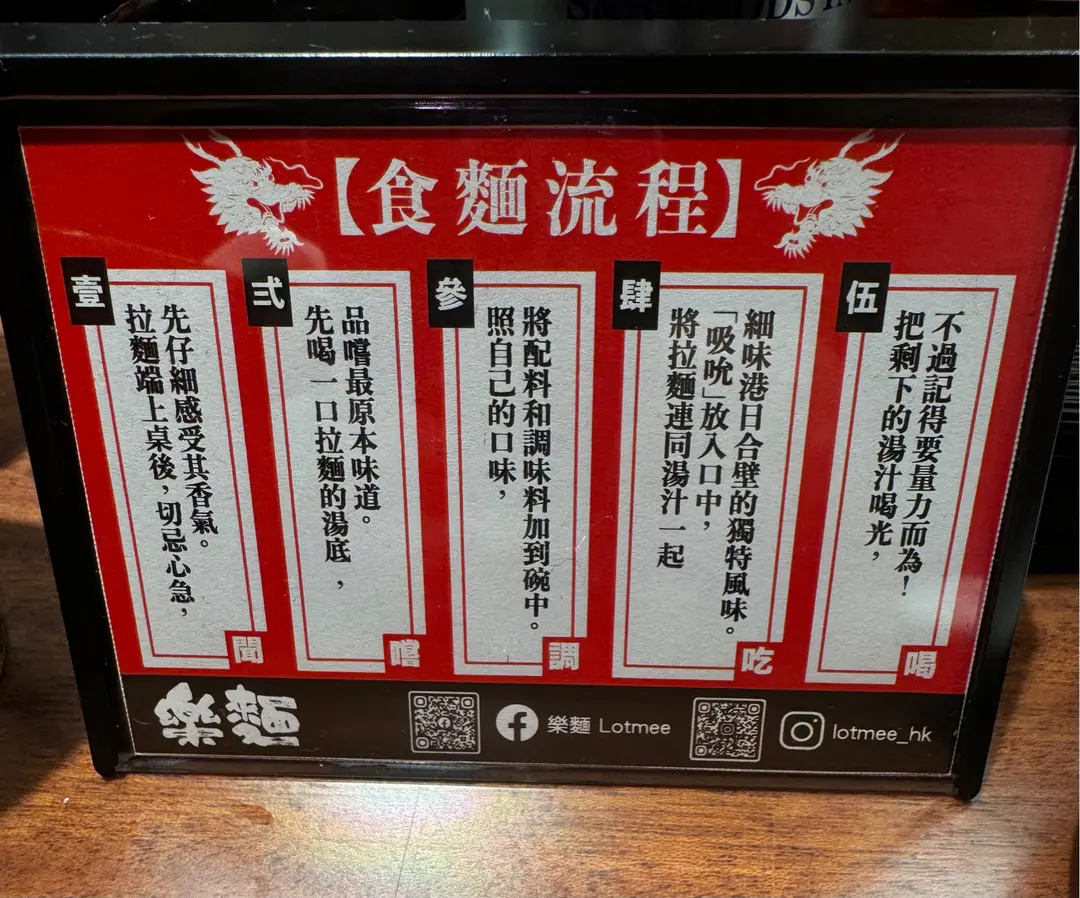 【食麵流程】
壹
拉麵端上桌後，切忌心急，
先仔細感受其香氣。
聞
弍
先喝一口拉麵的湯底，
品嚐最原本味道。
嚐
參
照自己的口味，
將配料和調味料加到碗中。
調
肆
將拉麵連同湯汁一起
「吸吮」放入口中，
細味港日合壁的獨特風味。
吃
伍
把剩下的湯汁喝光，
不過記得要量力而為！
喝
樂麵
樂麵 Lotmee
lotmee_hk